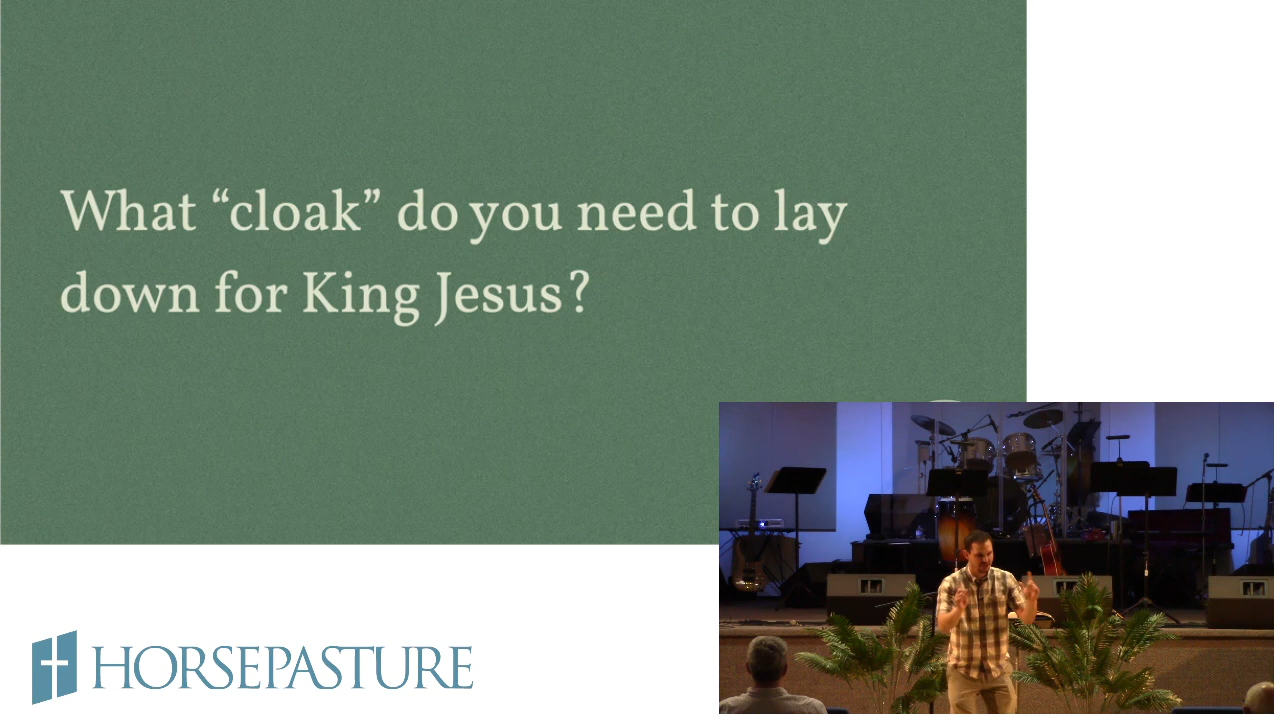 What “cloak” do you need to lay
down for King Jesus?
HORSEPASTURE